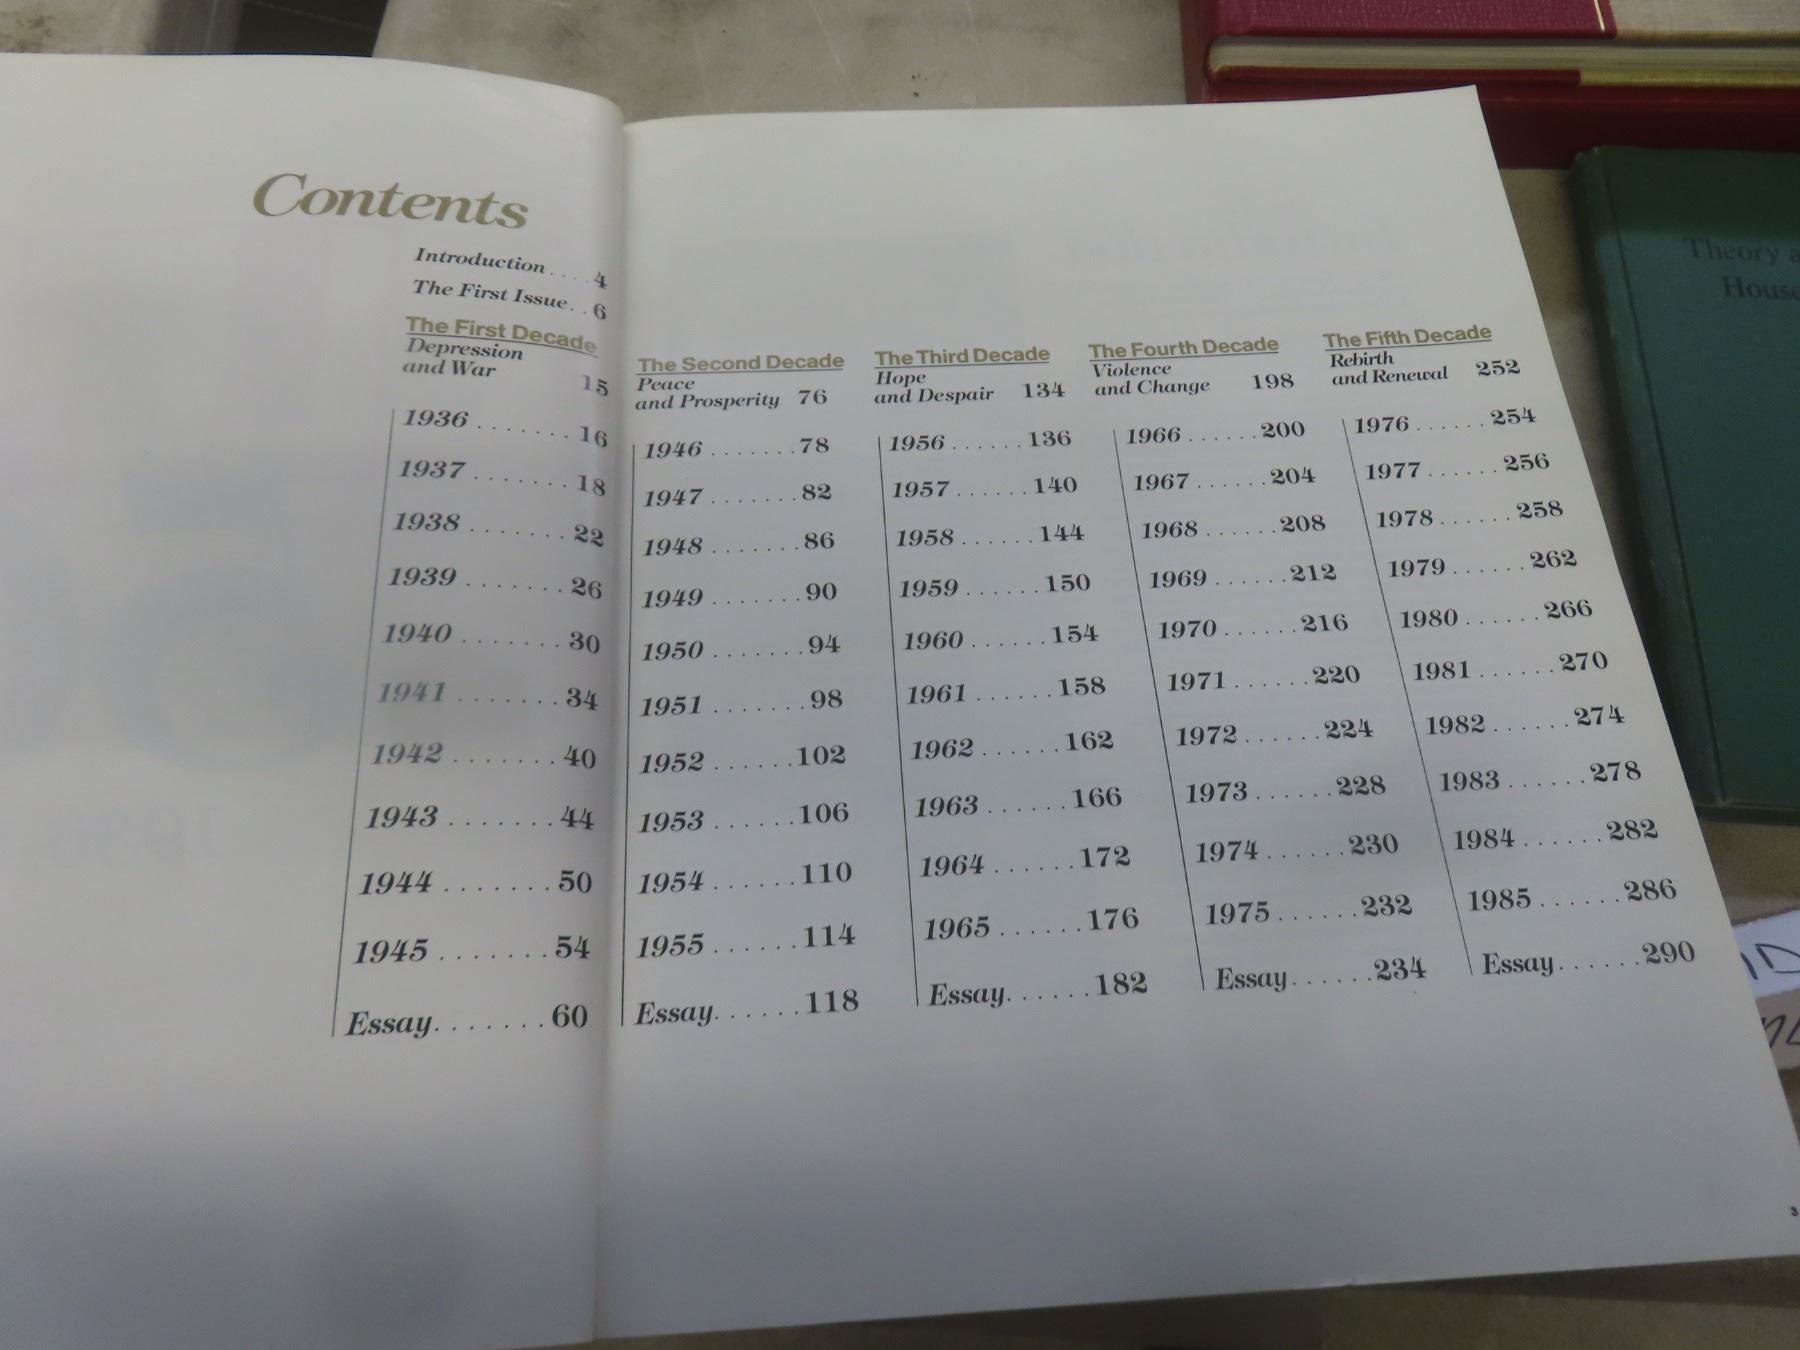 Contents
Introduction .... 4
The First Issue .. 6
The First Decade
Depression
and War 15
1936 ....... 16
1937 ....... 18
1938 ....... 22
1939 ....... 26
1940 ....... 30
1941 ....... 34
1942 ....... 40
1943 ....... 44
1944 ....... 50
1945 ....... 54
Essay ....... 60
The Second Decade
Peace
and Prosperity 76
1946 ....... 78
1947 ....... 82
1948 ....... 86
1949 ....... 90
1950 ....... 94
1951 ....... 98
1952 ...... 102
1953 ...... 106
1954 ...... 110
1955 ...... 114
Essay ...... 118
The Third Decade
Hope
and Despair 134
1956 ...... 136
1957 ...... 140
1958 ...... 144
1959 ...... 150
1960 ...... 154
1961 ...... 158
1962 ...... 162
1963 ...... 166
1964 ...... 172
1965 ...... 176
Essay ...... 182
The Fourth Decade
Violence
and Change 198
1966 ...... 200
1967 ...... 204
1968 ...... 208
1969 ...... 212
1970 ...... 216
1971 ...... 220
1972 ...... 224
1973 ...... 228
1974 ...... 230
1975 ...... 232
Essay ...... 234
The Fifth Decade
Rebirth
and Renewal 252
1976 ...... 254
1977 ...... 256
1978 ...... 258
1979 ...... 262
1980 ...... 266
1981 ...... 270
1982 ...... 274
1983 ...... 278
1984 ...... 282
1985 ...... 286
Essay ...... 290
3
Theory
House